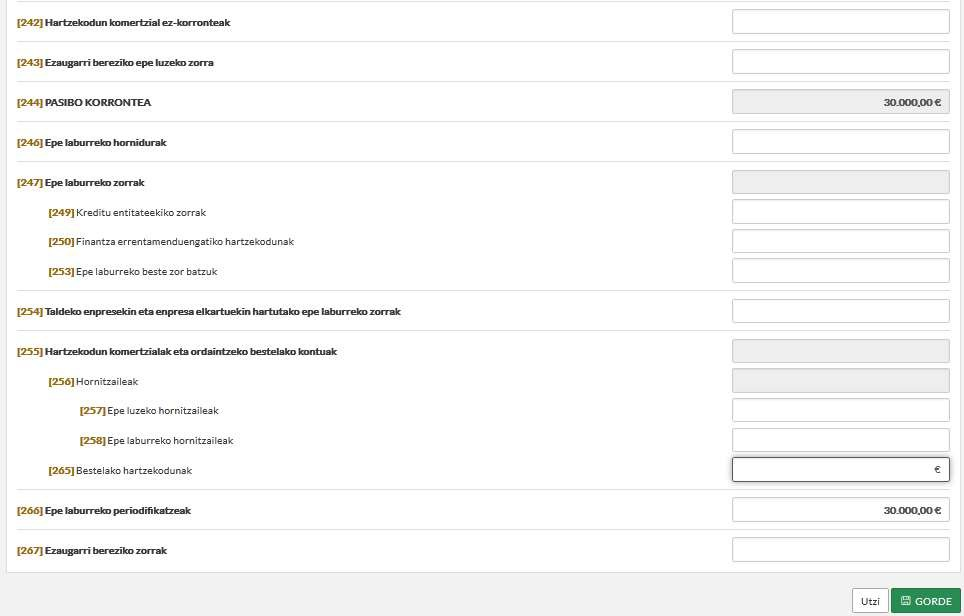 [242] Hartzekodun komertzial ez-korronteak
[243] Ezaugarri bereziko epe luzeko zorra
[244] PASIBO KORRONTEA 30.000,00 €
[246] Epe laburreko hornidurak
[247] Epe laburreko zorrak
[249] Kreditu entitateekiko zorrak
[250] Finantza errentamenduengatiko hartzekodunak
[253] Epe laburreko beste zor batzuk
[254] Taldeko enpresekin eta enpresa elkartuekin hartutako epe laburreko zorrak
[255] Hartzekodun komertzialak eta ordaintzeko bestelako kontuak
[256] Hornitzaileak
[257] Epe luzeko hornitzaileak
[258] Epe laburreko hornitzaileak
[265] Bestelako hartzekodunak €
[266] Epe laburreko periodifikatzeak 30.000,00 €
[267] Ezaugarri bereziko zorrak
Utzi GORDE